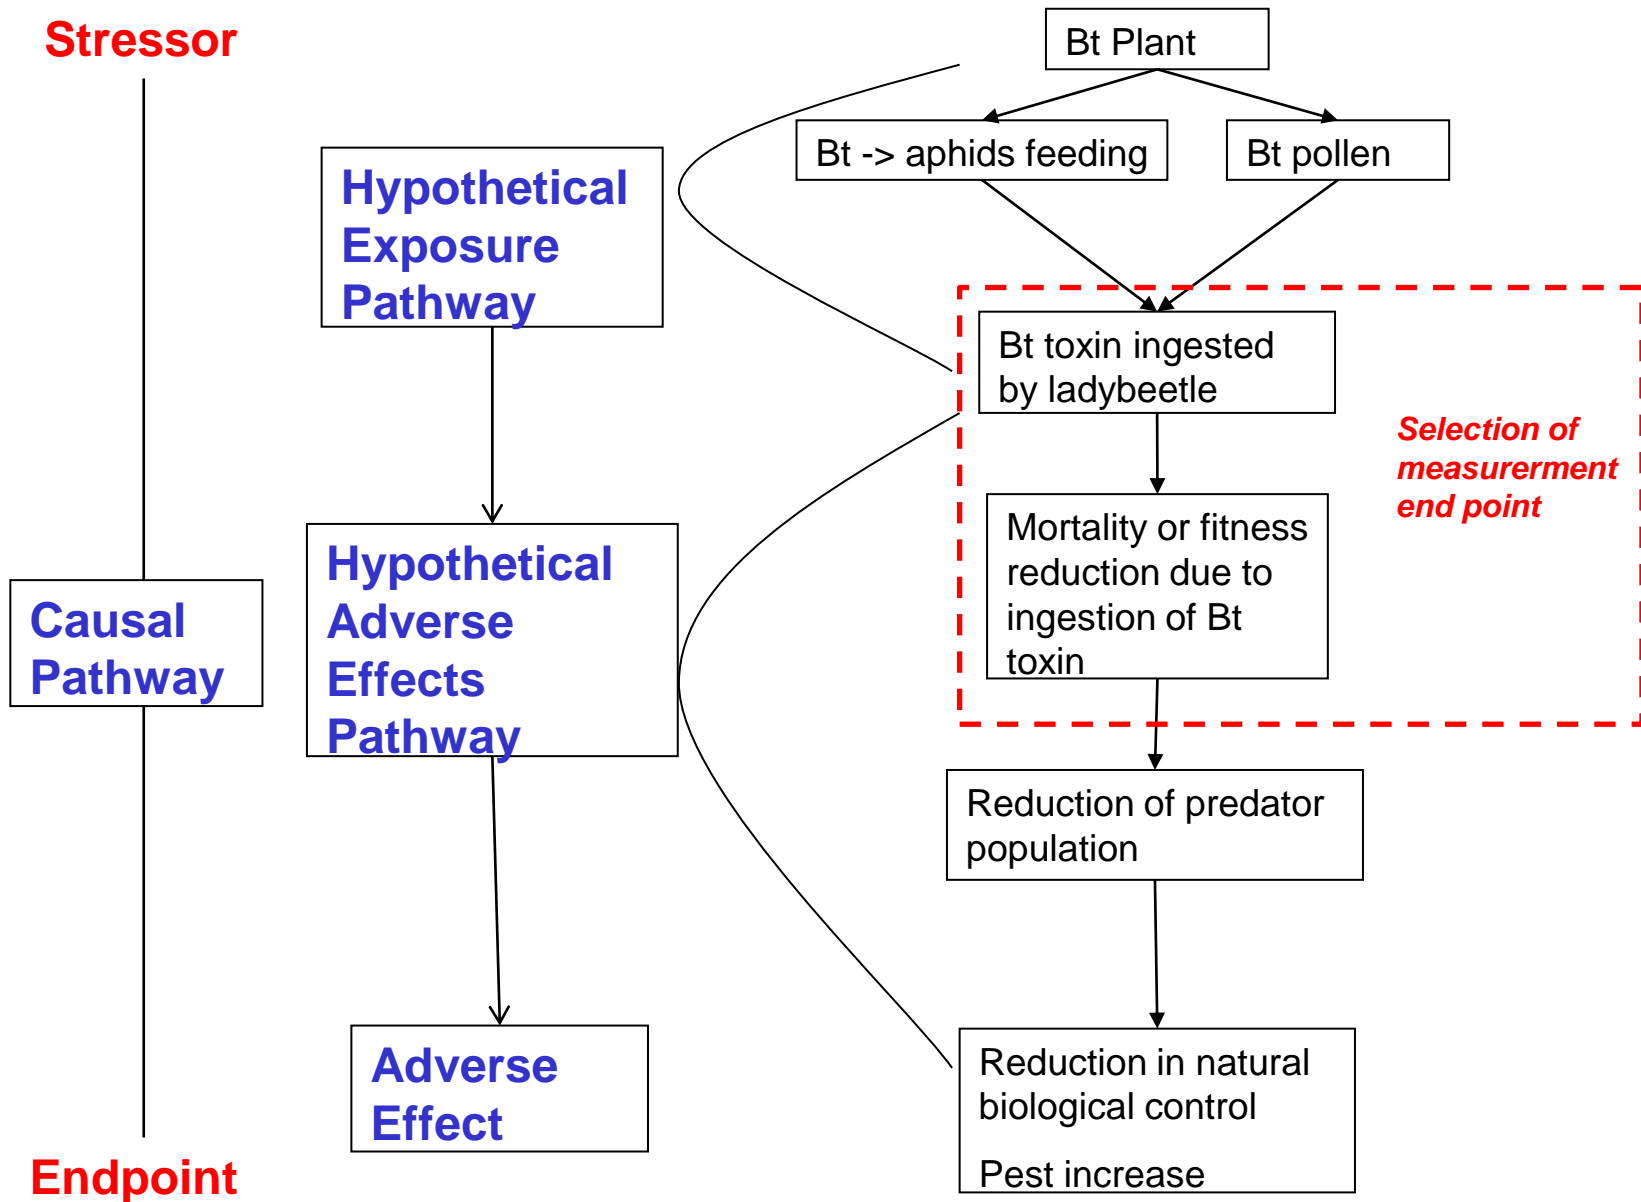 Stressor
Causal
Pathway
Endpoint
Hypothetical
Exposure
Pathway
Hypothetical
Adverse
Effects
Pathway
Adverse
Effect
Bt Plant
Bt -> aphids feeding
Bt pollen
Bt toxin ingested
by ladybeetle
Mortality or fitness
reduction due to
ingestion of Bt
toxin
Selection of
measurerment
end point
Reduction of predator
population
Reduction in natural
biological control
Pest increase